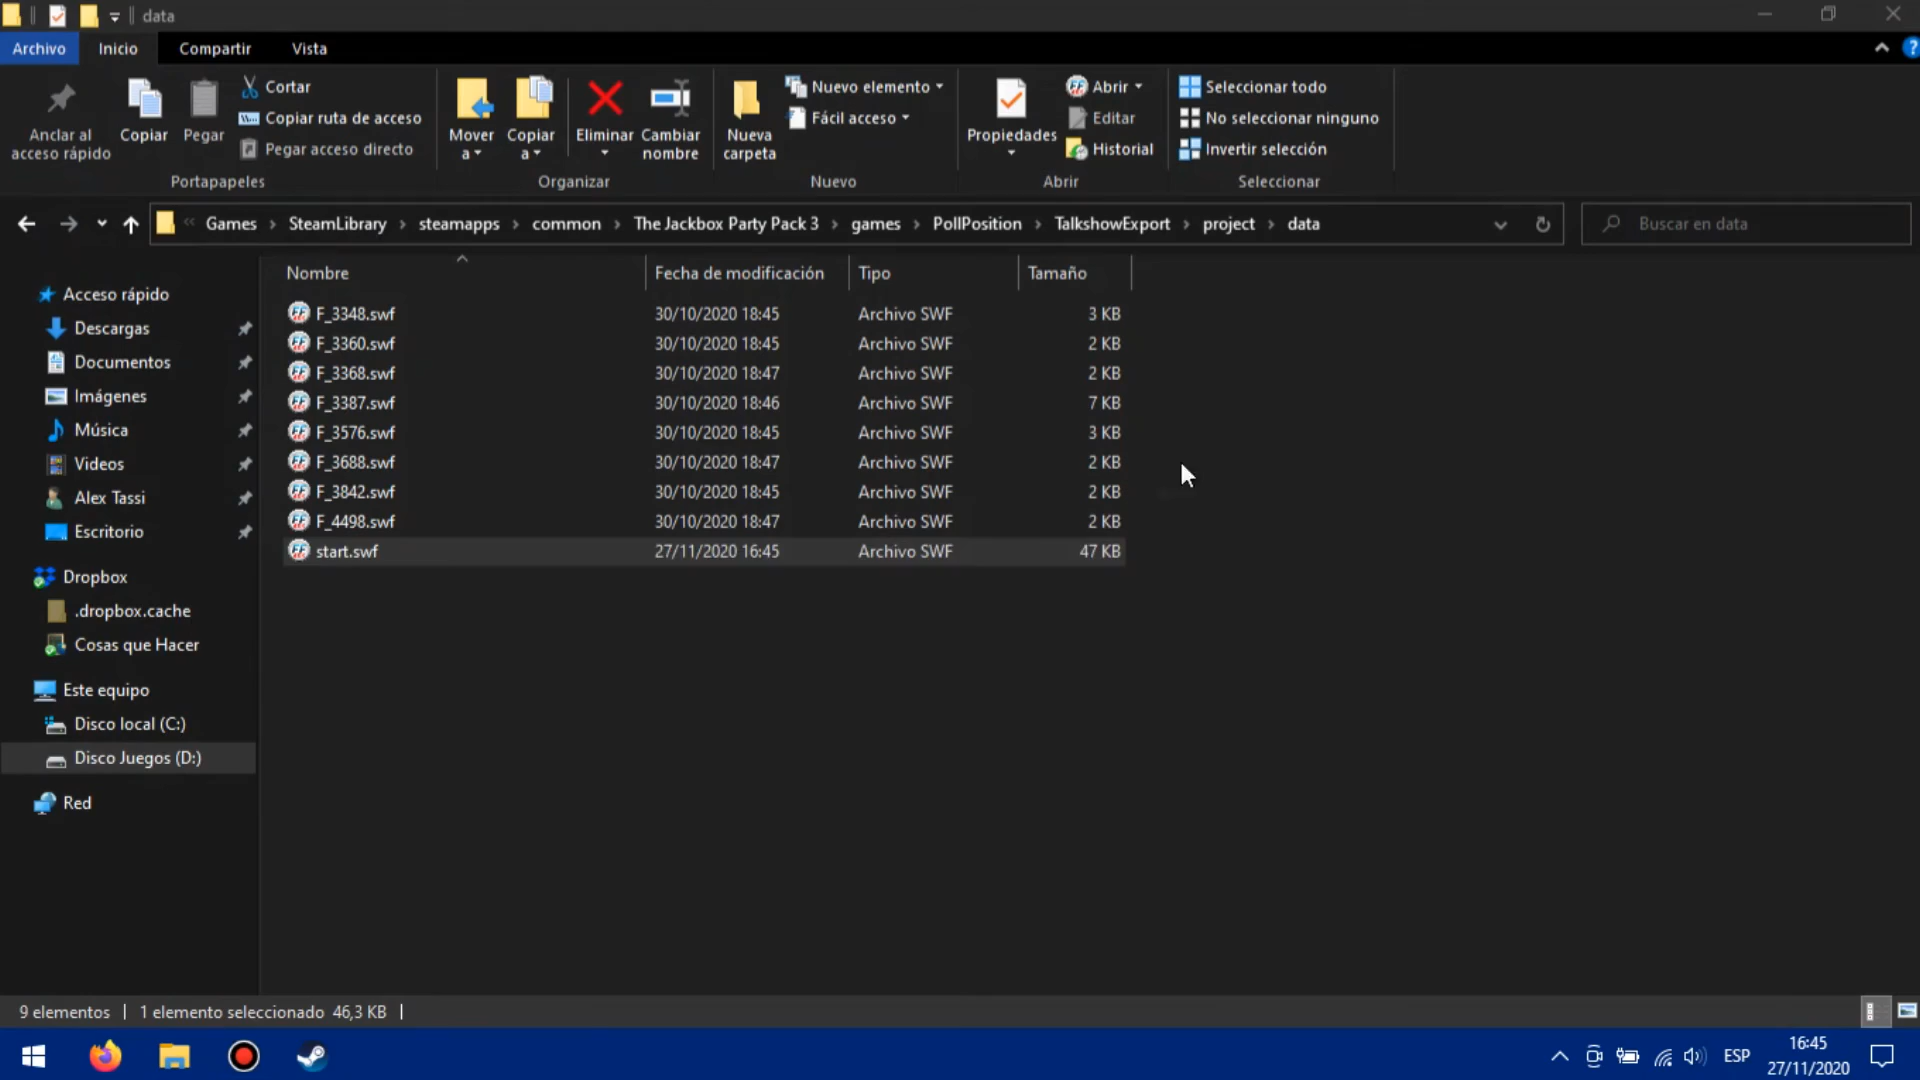 data
Archivo Inicio Compartir Vista
Anclar al acceso rápido
Copiar
Pegar
Cortar
Copiar ruta de acceso
Pegar acceso directo
Portapapeles
Mover a
Copiar a
Eliminar
Cambiar nombre
Organizar
Nueva carpeta
Nuevo elemento
Fácil acceso
Nuevo
Propiedades
Abrir
Editar
Historial
Abrir
Seleccionar todo
No seleccionar ninguno
Invertir selección
Seleccionar
« Games › SteamLibrary › steamapps › common › The Jackbox Party Pack 3 › games › PollPosition › TalkshowExport › project › data
Buscar en data
Acceso rápido
Descargas
Documentos
Imágenes
Música
Videos
Alex Tassi
Escritorio
Dropbox
.dropbox.cache
Cosas que Hacer
Este equipo
Disco local (C:)
Disco Juegos (D:)
Red
Nombre Fecha de modificación Tipo Tamaño
F_3348.swf 30/10/2020 18:45 Archivo SWF 3 KB
F_3360.swf 30/10/2020 18:45 Archivo SWF 2 KB
F_3368.swf 30/10/2020 18:47 Archivo SWF 2 KB
F_3387.swf 30/10/2020 18:46 Archivo SWF 7 KB
F_3576.swf 30/10/2020 18:45 Archivo SWF 3 KB
F_3688.swf 30/10/2020 18:47 Archivo SWF 2 KB
F_3842.swf 30/10/2020 18:45 Archivo SWF 2 KB
F_4498.swf 30/10/2020 18:47 Archivo SWF 2 KB
start.swf 27/11/2020 16:45 Archivo SWF 47 KB
9 elementos | 1 elemento seleccionado 46,3 KB |
ESP
16:45
27/11/2020